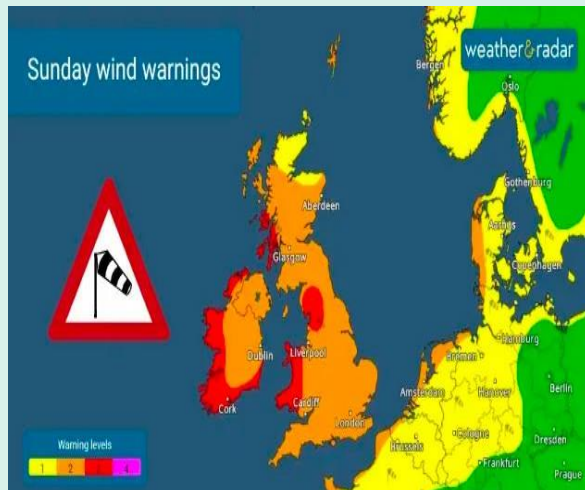 Sunday wind warnings
weather&radar
Bergen
Oslo
Gothenburg
Aarhus
Copenhagen
Aberdeen
Glasgow
Dublin
Liverpool
Cork
Cardiff
London
Hamburg
Bremen
Amsterdam
Hanover
Berlin
Brussels
Cologne
Dresden
Frankfurt
Prague
Warning levels
1 2 4